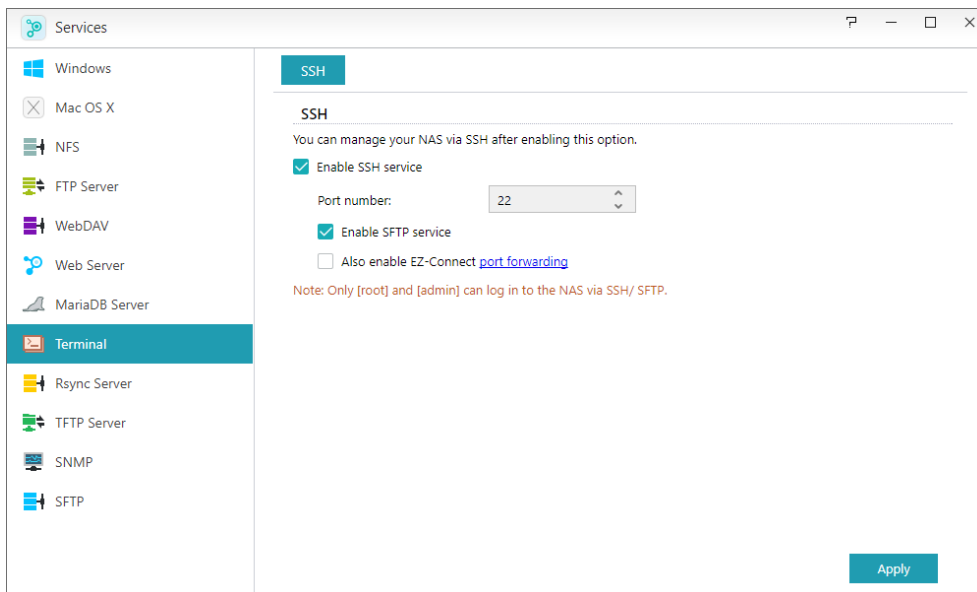 Services
Windows
Mac OS X
NFS
FTP Server
WebDAV
Web Server
MariaDB Server
Terminal
Rsync Server
TFTP Server
SNMP
SFTP
SSH
SSH
You can manage your NAS via SSH after enabling this option.
Enable SSH service
Port number: 22
Enable SFTP service
Also enable EZ-Connect port forwarding
Note: Only [root] and [admin] can log in to the NAS via SSH/ SFTP.
Apply